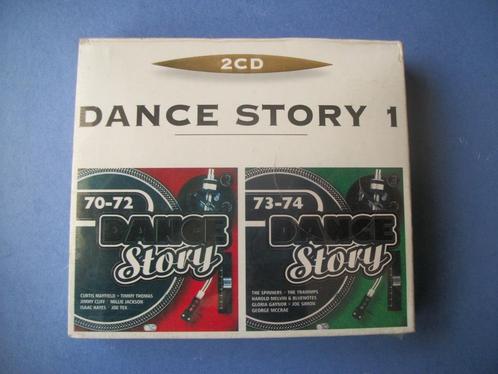 2CD
DANCE STORY 1
70-72
DANCE
Story
CURTIS MAYFIELD · TIMMY THOMAS
JIMMY CLIFF · MILLIE JACKSON
ISAAC HAYES · JOE TEX
73-74
DANCE
Story
THE SPINNERS · THE TRAMMPS
HAROLD MELVIN & BLUENOTES
GLORIA GAYNOR · JOE SIMON
GEORGE MCCRAE